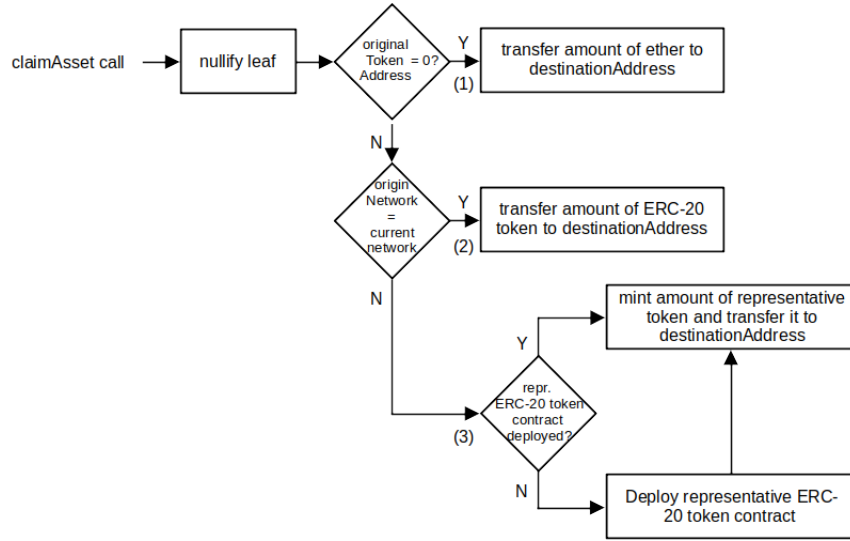 claimAsset call
nullify leaf
original
Token = 0?
Address
Y
(1)
transfer amount of ether to
destinationAddress
N
origin
Network
=
current
network
Y
(2)
transfer amount of ERC-20
token to destinationAddress
N
(3)
repr.
ERC-20 token
contract
deployed?
Y
mint amount of representative
token and transfer it to
destinationAddress
N
Deploy representative ERC-
20 token contract